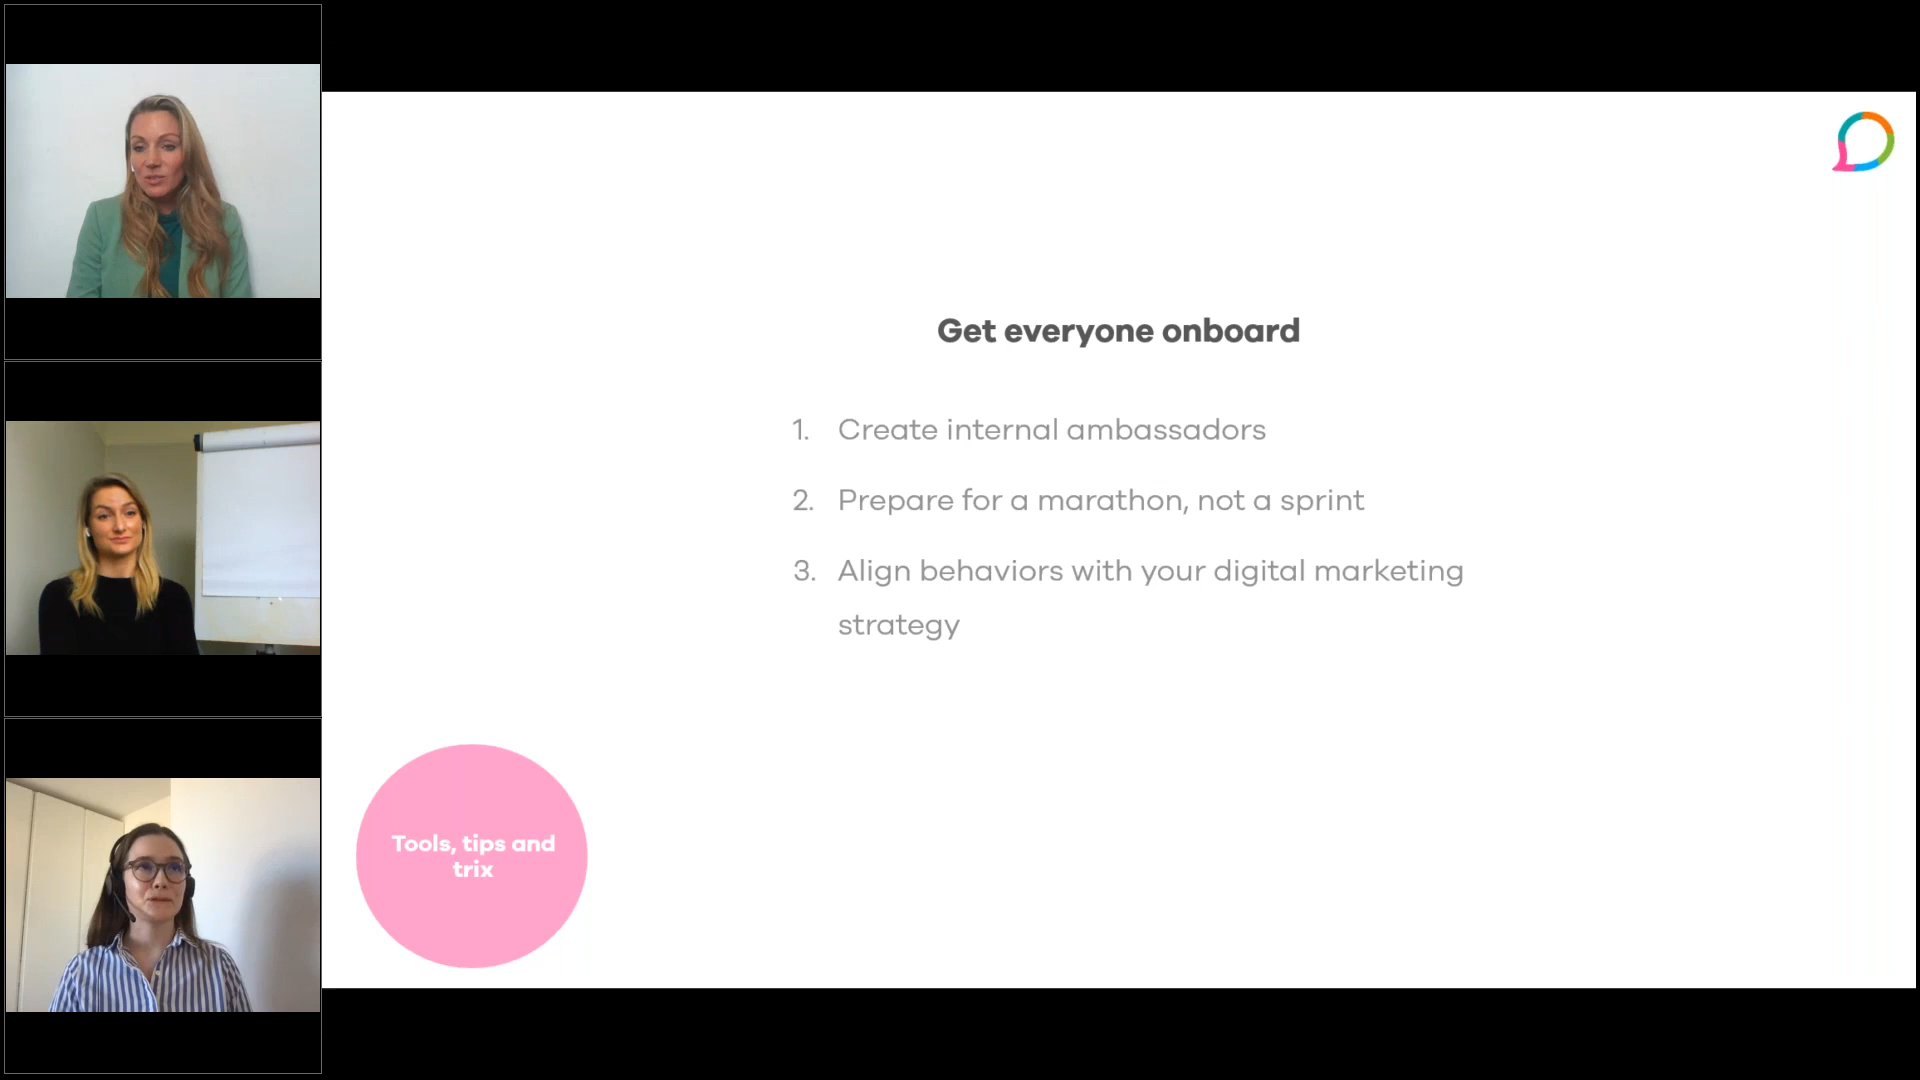 Get everyone onboard
1. Create internal ambassadors
2. Prepare for a marathon, not a sprint
3. Align behaviors with your digital marketing
strategy
Tools, tips and
trix